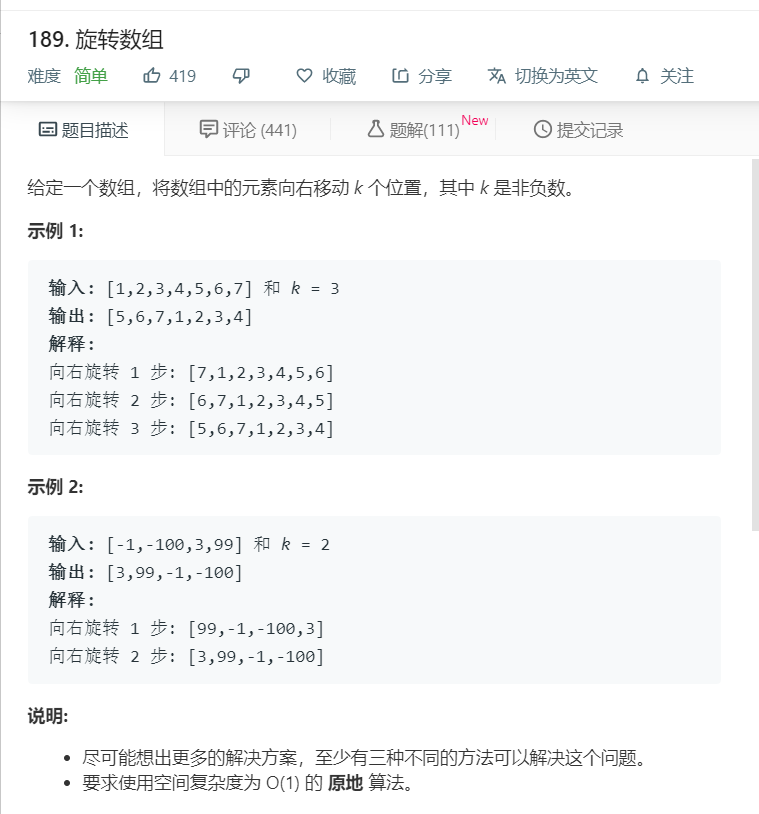 189. 旋转数组
难度 简单 419 收藏 分享 切换为英文 关注
题目描述 评论 (441) 题解(111) New 提交记录
给定一个数组，将数组中的元素向右移动 k 个位置，其中 k 是非负数。
示例 1:
输入: [1,2,3,4,5,6,7] 和 k = 3
输出: [5,6,7,1,2,3,4]
解释:
向右旋转 1 步: [7,1,2,3,4,5,6]
向右旋转 2 步: [6,7,1,2,3,4,5]
向右旋转 3 步: [5,6,7,1,2,3,4]
示例 2:
输入: [-1,-100,3,99] 和 k = 2
输出: [3,99,-1,-100]
解释:
向右旋转 1 步: [99,-1,-100,3]
向右旋转 2 步: [3,99,-1,-100]
说明:
• 尽可能想出更多的解决方案，至少有三种不同的方法可以解决这个问题。
• 要求使用空间复杂度为 O(1) 的 原地 算法。